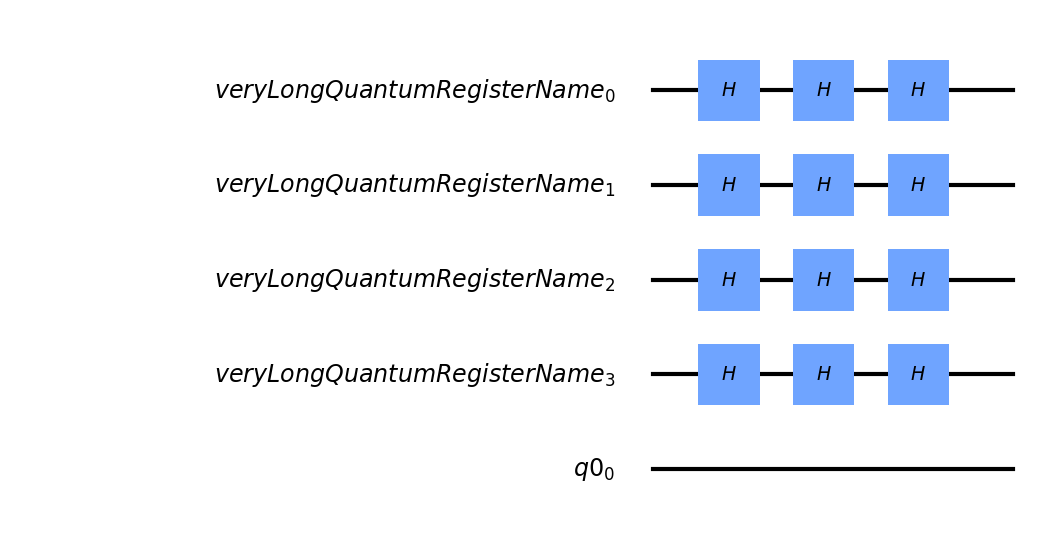 veryLongQuantumRegisterName₀ H H H
veryLongQuantumRegisterName₁ H H H
veryLongQuantumRegisterName₂ H H H
veryLongQuantumRegisterName₃ H H H
q0₀